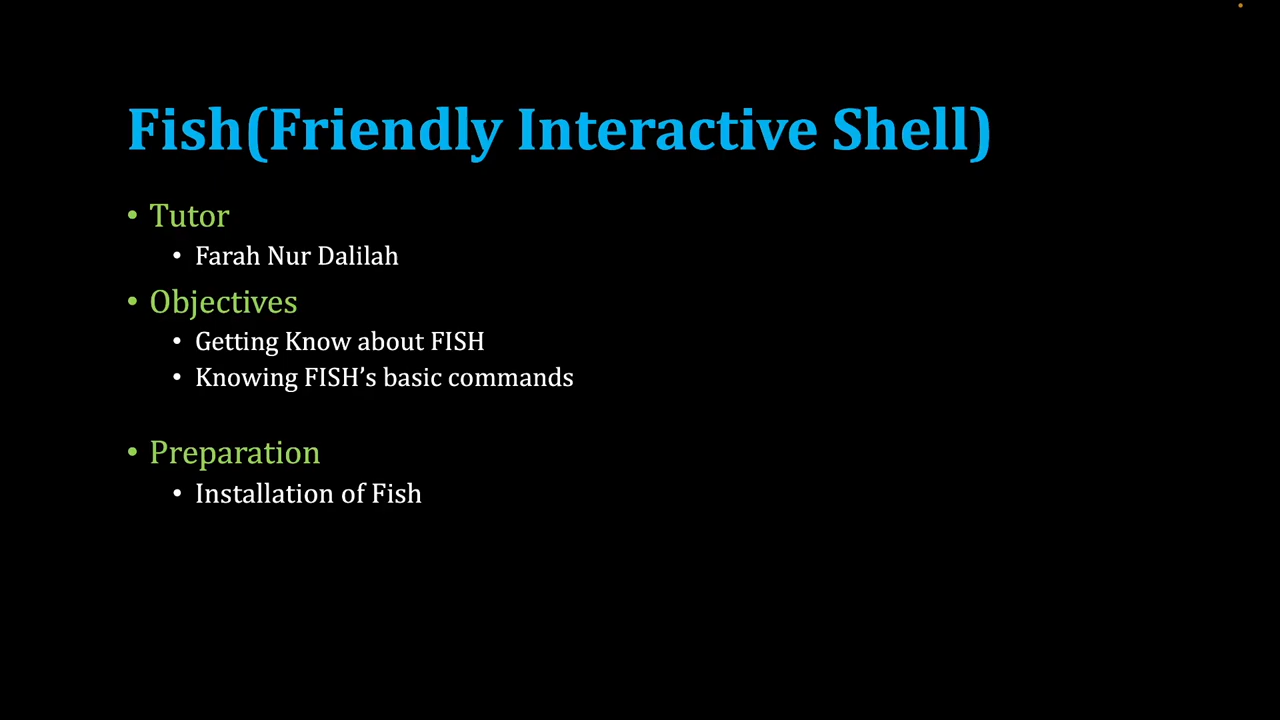 Fish(Friendly Interactive Shell)
• Tutor
• Farah Nur Dalilah
• Objectives
• Getting Know about FISH
• Knowing FISH’s basic commands
• Preparation
• Installation of Fish